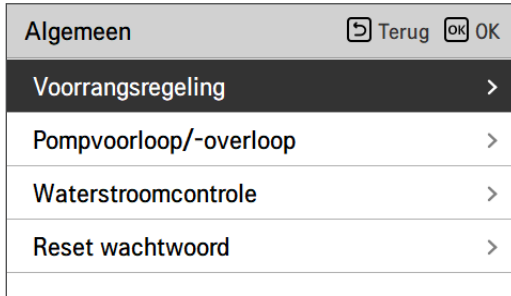 Algemeen Terug OK OK
Voorrangsregeling
Pompvoorloop/-overloop
Waterstroomcontrole
Reset wachtwoord